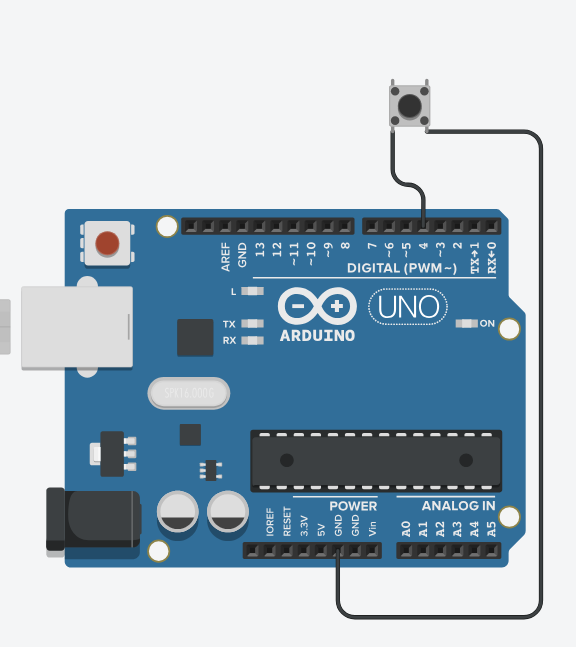 AREF
GND
13
12
~11
~10
~9
8
7
~6
~5
4
~3
2
TX→1
RX←0
DIGITAL (PWM~)
L
TX
RX
ARDUINO
UNO
ON
POWER
ANALOG IN
IOREF
RESET
3.3V
5V
GND
GND
Vin
A0
A1
A2
A3
A4
A5